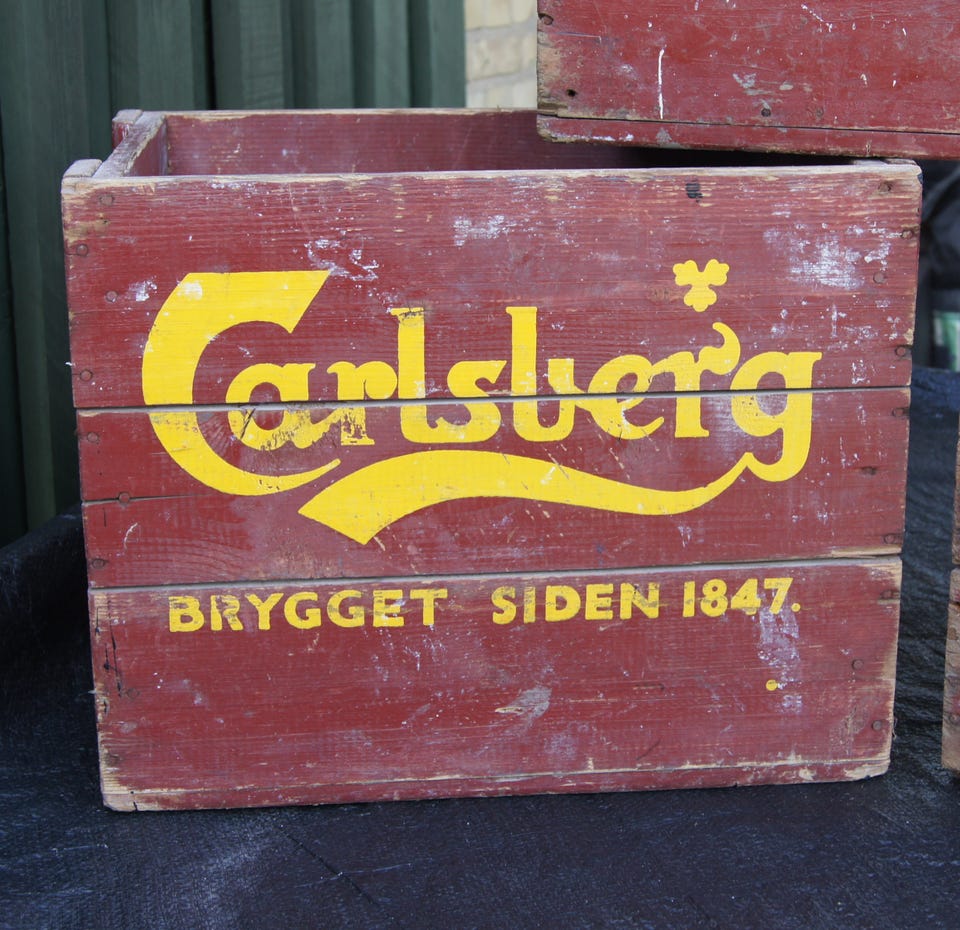 Carlsberg
BRYGGET SIDEN 1847.